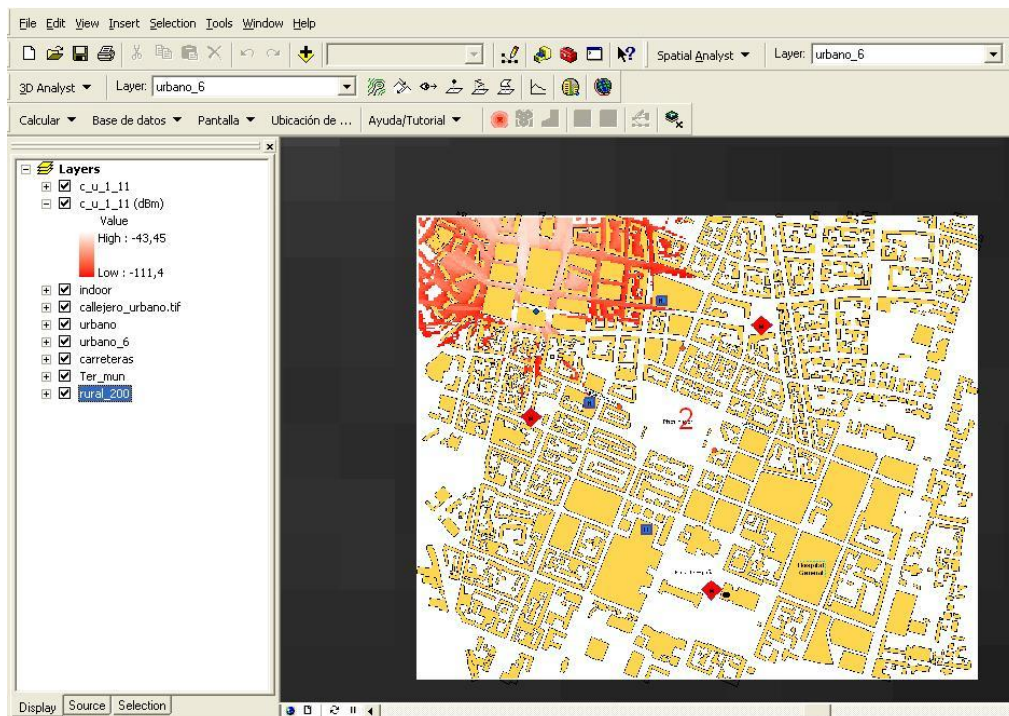 File Edit View Insert Selection Tools Window Help
Spatial Analyst Layer: urbano_6
3D Analyst Layer: urbano_6
Calcular Base de datos Pantalla Ubicación de ... Ayuda/Tutorial
Layers
c_u_1_11
c_u_1_11 (dBm)
Value
High : -43,45
Low : -111,4
indoor
callejero_urbano.tif
urbano
urbano_6
carreteras
Ter_mun
rural_200
2
Hospital
General
Display Source Selection